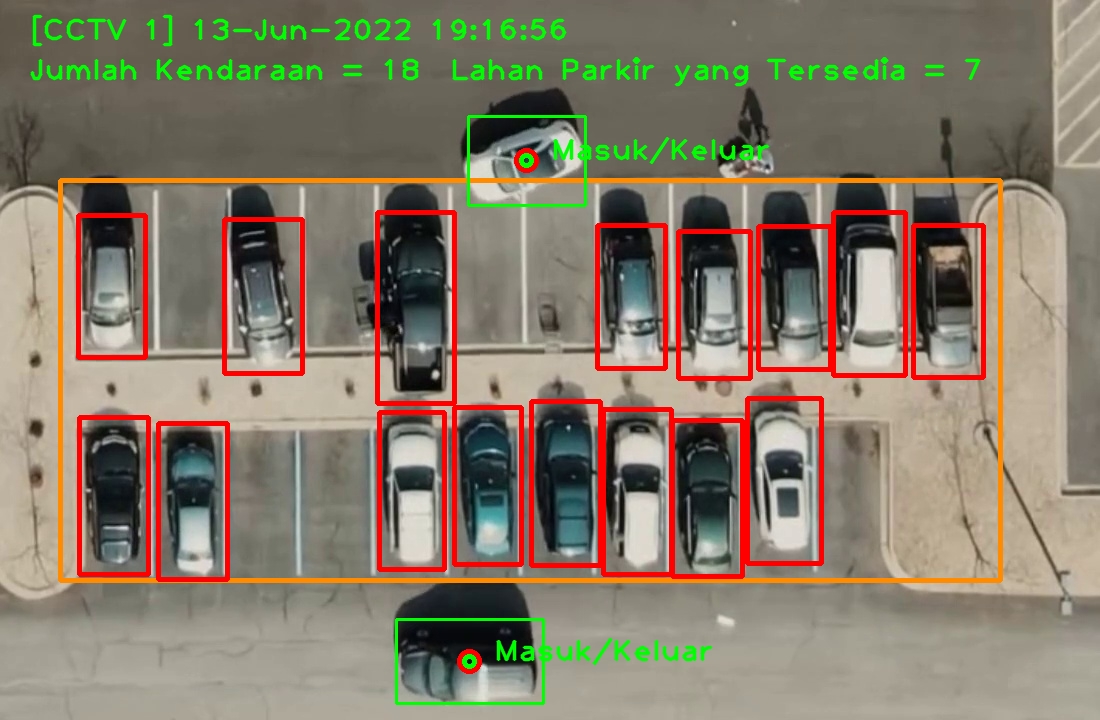 [CCTV 1] 13-Jun-2022 19:16:56
Jumlah Kendaraan = 18 Lahan Parkir yang Tersedia = 7
Masuk/Keluar
Masuk/Keluar